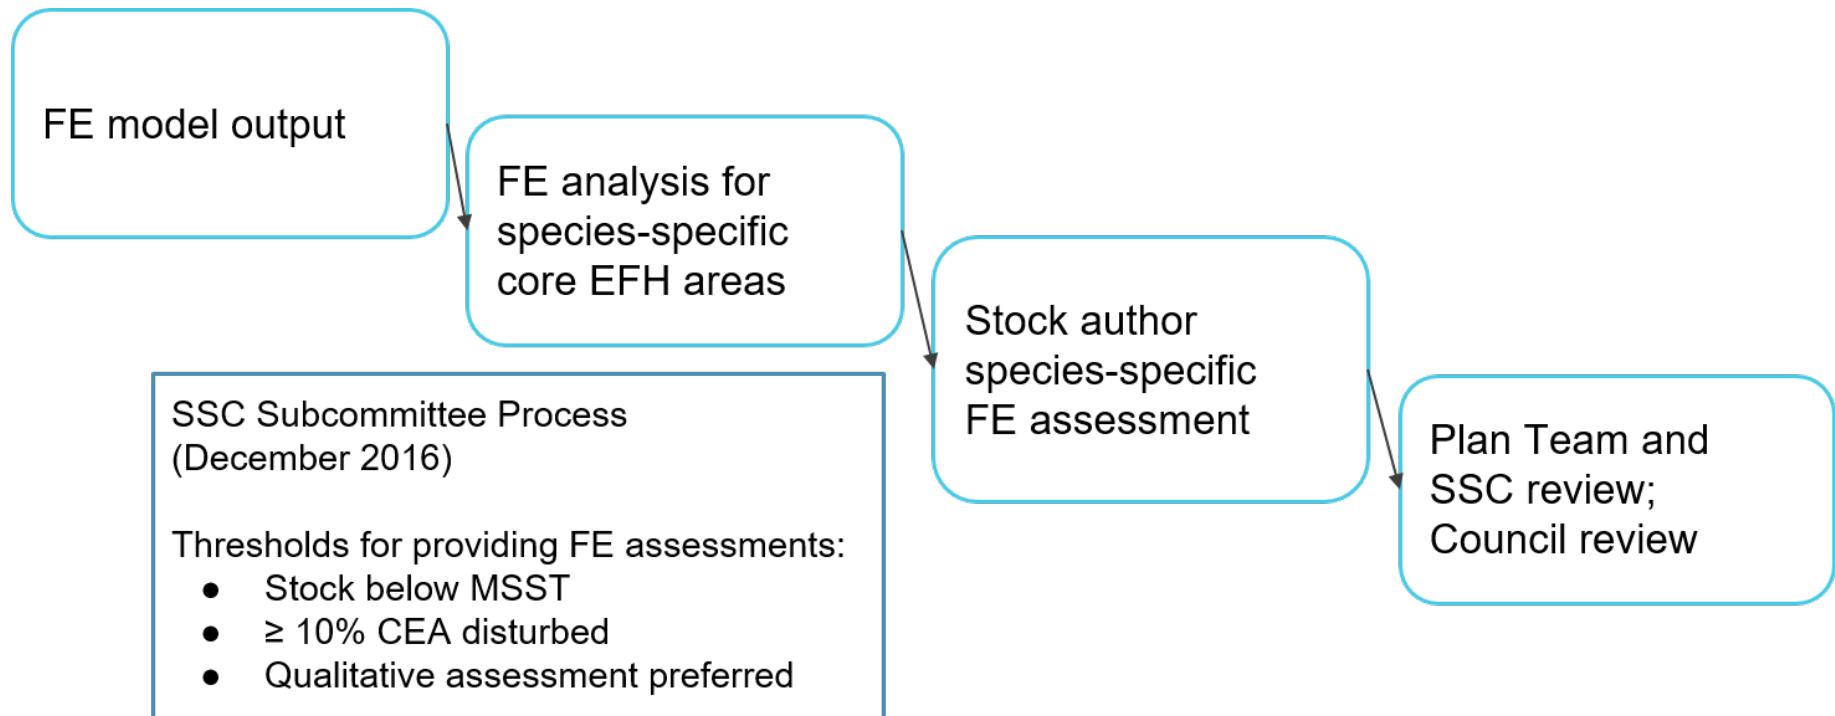 FE model output
FE analysis for
species-specific
core EFH areas
Stock author
species-specific
FE assessment
Plan Team and
SSC review;
Council review
SSC Subcommittee Process
(December 2016)
Thresholds for providing FE assessments:
● Stock below MSST
● ≥ 10% CEA disturbed
● Qualitative assessment preferred